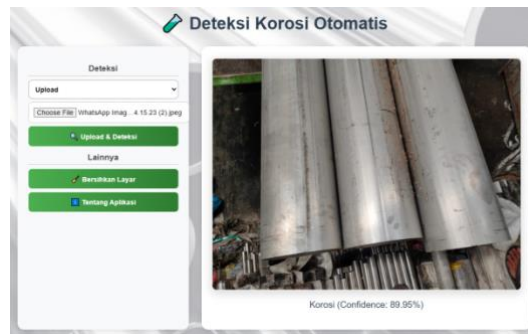 Deteksi Korosi Otomatis
Deteksi
Upload
Choose File WhatsApp Imag...4.15.23 (2).jpeg
Upload & Deteksi
Lainnya
Bersihkan Layar
Tentang Aplikasi
Korosi (Confidence: 89.95%)